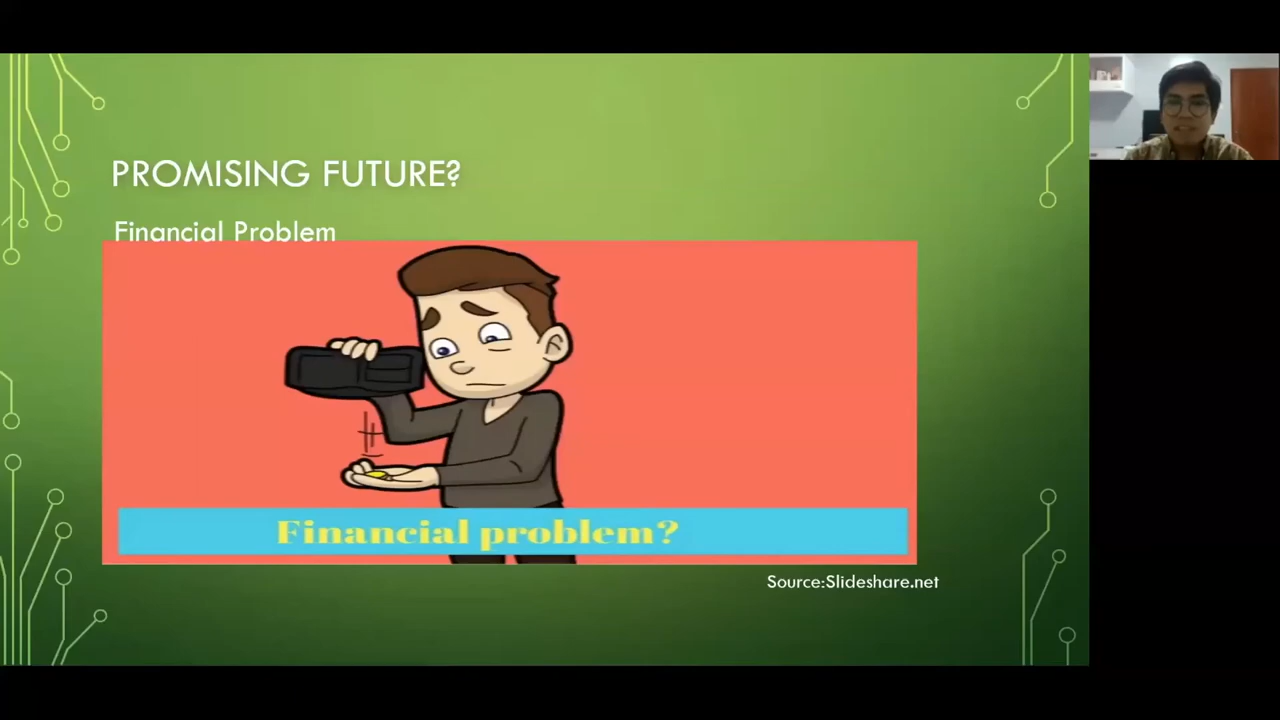 PROMISING FUTURE?
Financial Problem
Financial problem?
Source:Slideshare.net